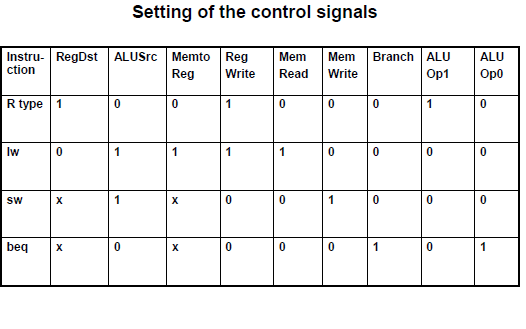 Setting of the control signals
Instru-ction RegDst ALUSrc Memto Reg Reg Write Mem Read Mem Write Branch ALU Op1 ALU Op0
R type 1 0 0 1 0 0 0 1 0
lw 0 1 1 1 1 0 0 0 0
sw x 1 x 0 0 1 0 0 0
beq x 0 x 0 0 0 1 0 1